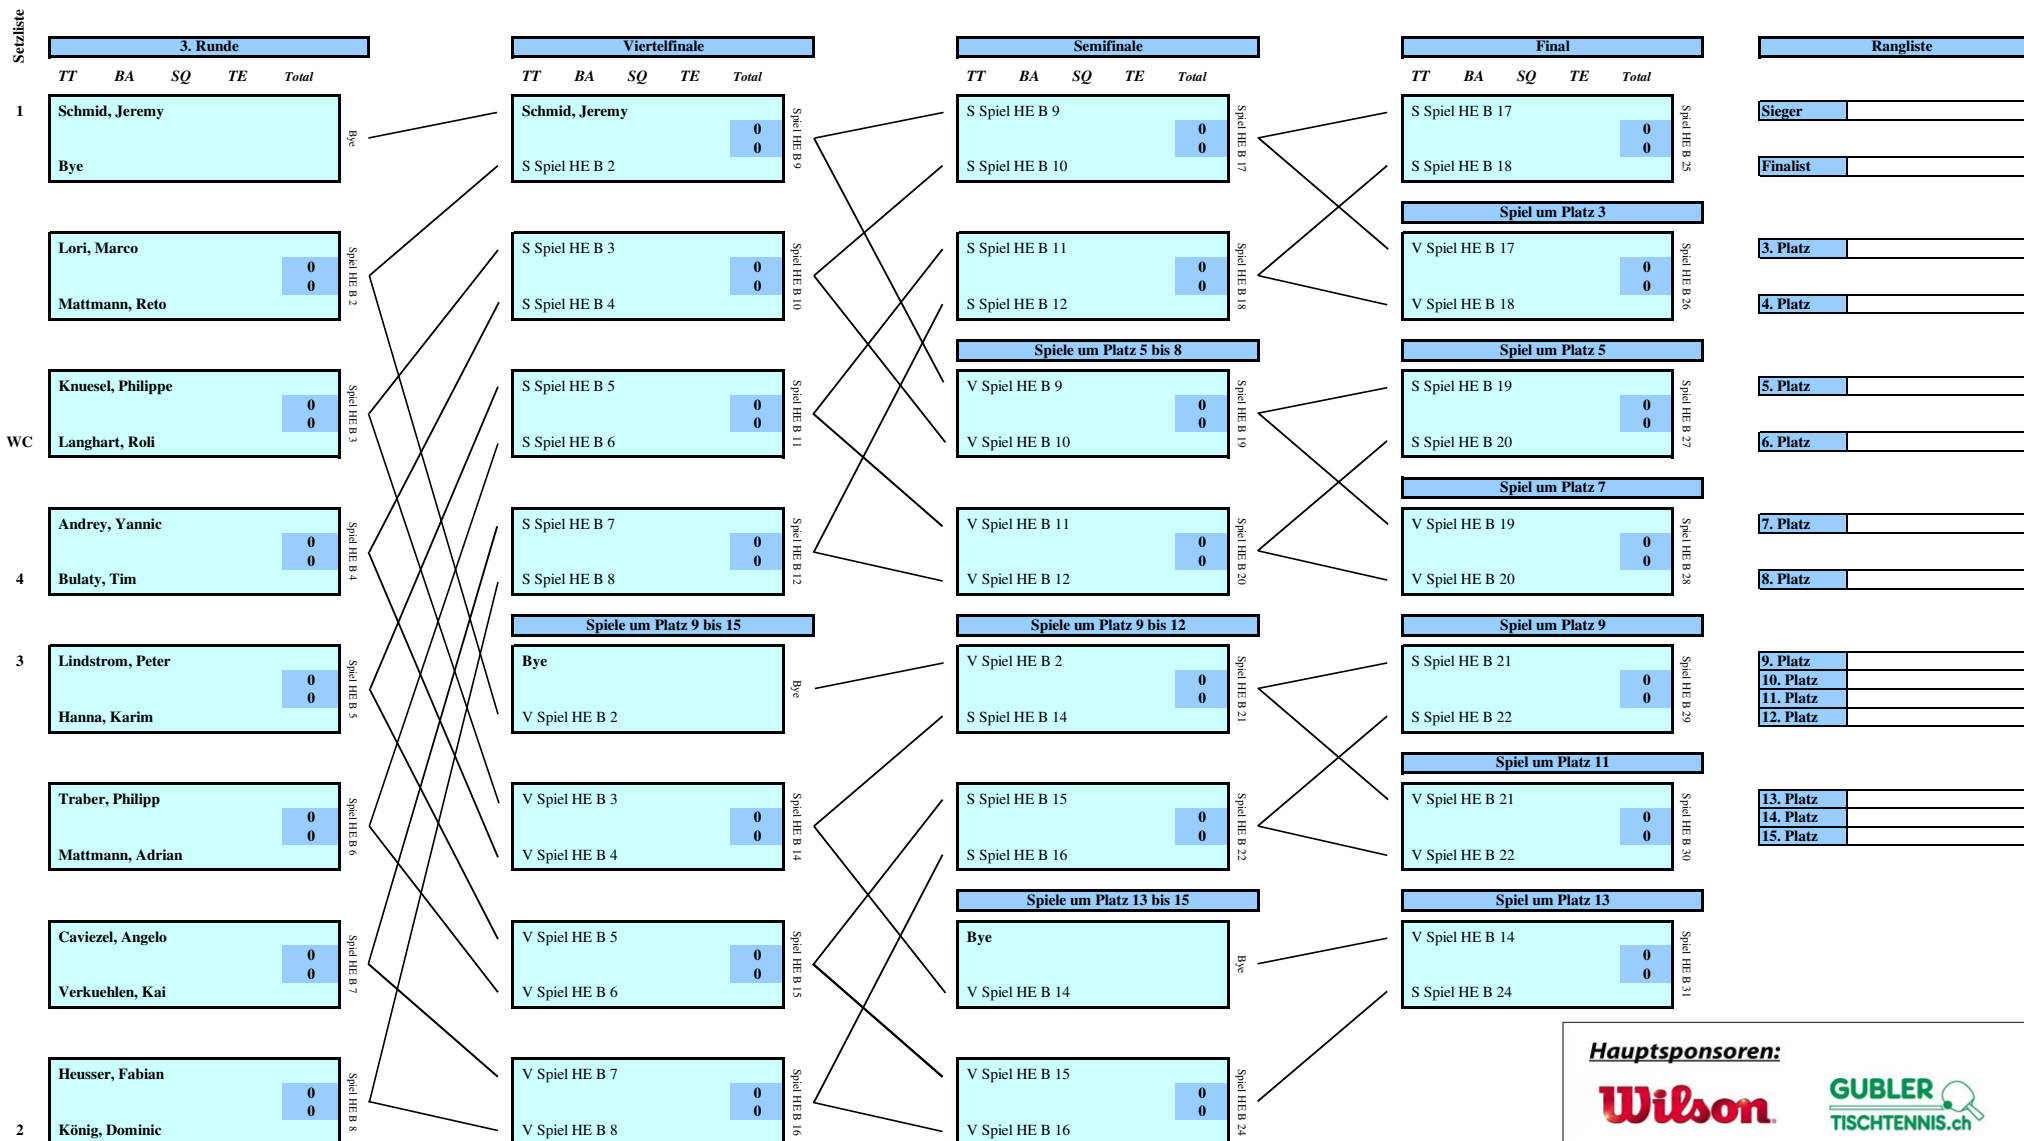 Setzliste
3. Runde
Viertelfinale
Semifinale
Final
Rangliste
TT BA SQ TE Total
TT BA SQ TE Total
TT BA SQ TE Total
TT BA SQ TE Total
1
Schmid, Jeremy
Bye
Bye
Lori, Marco
0
0
Mattmann, Reto
Spiel HE B 2
Knuesel, Philippe
0
0
WC
Langhart, Roli
Spiel HE B 3
Andrey, Yannic
0
0
4
Bulaty, Tim
Spiel HE B 4
3
Lindstrom, Peter
0
0
Hanna, Karim
Spiel HE B 5
Traber, Philipp
0
0
Mattmann, Adrian
Spiel HE B 6
Caviezel, Angelo
0
0
Verkuehlen, Kai
Spiel HE B 7
Heusser, Fabian
0
0
2
König, Dominic
Spiel HE B 8
Schmid, Jeremy
0
0
S Spiel HE B 2
Spiel HE B 9
S Spiel HE B 3
0
0
S Spiel HE B 4
Spiel HE B 10
S Spiel HE B 5
0
0
S Spiel HE B 6
Spiel HE B 11
S Spiel HE B 7
0
0
S Spiel HE B 8
Spiel HE B 12
Spiele um Platz 9 bis 15
Bye
V Spiel HE B 2
Bye
V Spiel HE B 3
0
0
V Spiel HE B 4
Spiel HE B 14
V Spiel HE B 5
0
0
V Spiel HE B 6
Spiel HE B 15
V Spiel HE B 7
0
0
V Spiel HE B 8
Spiel HE B 16
S Spiel HE B 9
0
0
S Spiel HE B 10
Spiel HE B 17
S Spiel HE B 11
0
0
S Spiel HE B 12
Spiel HE B 18
Spiele um Platz 5 bis 8
V Spiel HE B 9
0
0
V Spiel HE B 10
Spiel HE B 19
V Spiel HE B 11
0
0
V Spiel HE B 12
Spiel HE B 20
Spiele um Platz 9 bis 12
V Spiel HE B 2
0
0
S Spiel HE B 14
Spiel HE B 21
S Spiel HE B 15
0
0
S Spiel HE B 16
Spiel HE B 22
Spiele um Platz 13 bis 15
Bye
V Spiel HE B 14
Bye
V Spiel HE B 15
0
0
V Spiel HE B 16
Spiel HE B 24
S Spiel HE B 17
0
0
S Spiel HE B 18
Spiel HE B 25
Spiel um Platz 3
V Spiel HE B 17
0
0
V Spiel HE B 18
Spiel HE B 26
Spiel um Platz 5
S Spiel HE B 19
0
0
S Spiel HE B 20
Spiel HE B 27
Spiel um Platz 7
V Spiel HE B 19
0
0
V Spiel HE B 20
Spiel HE B 28
Spiel um Platz 9
S Spiel HE B 21
0
0
S Spiel HE B 22
Spiel HE B 29
Spiel um Platz 11
V Spiel HE B 21
0
0
V Spiel HE B 22
Spiel HE B 30
Spiel um Platz 13
V Spiel HE B 14
0
0
S Spiel HE B 24
Spiel HE B 31
Sieger
Finalist
3. Platz
4. Platz
5. Platz
6. Platz
7. Platz
8. Platz
9. Platz
10. Platz
11. Platz
12. Platz
13. Platz
14. Platz
15. Platz
Hauptsponsoren:
Wilson
GUBLER
TISCHTENNIS.ch